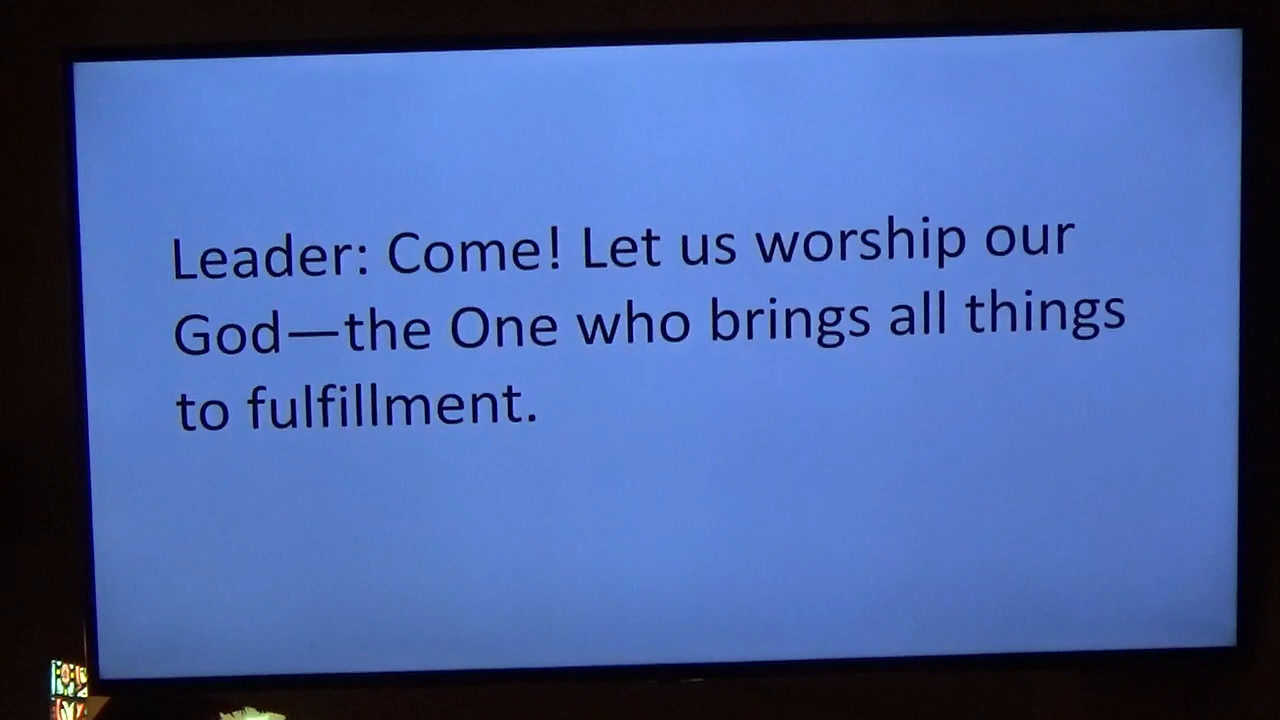 Leader: Come! Let us worship our
God—the One who brings all things
to fulfillment.